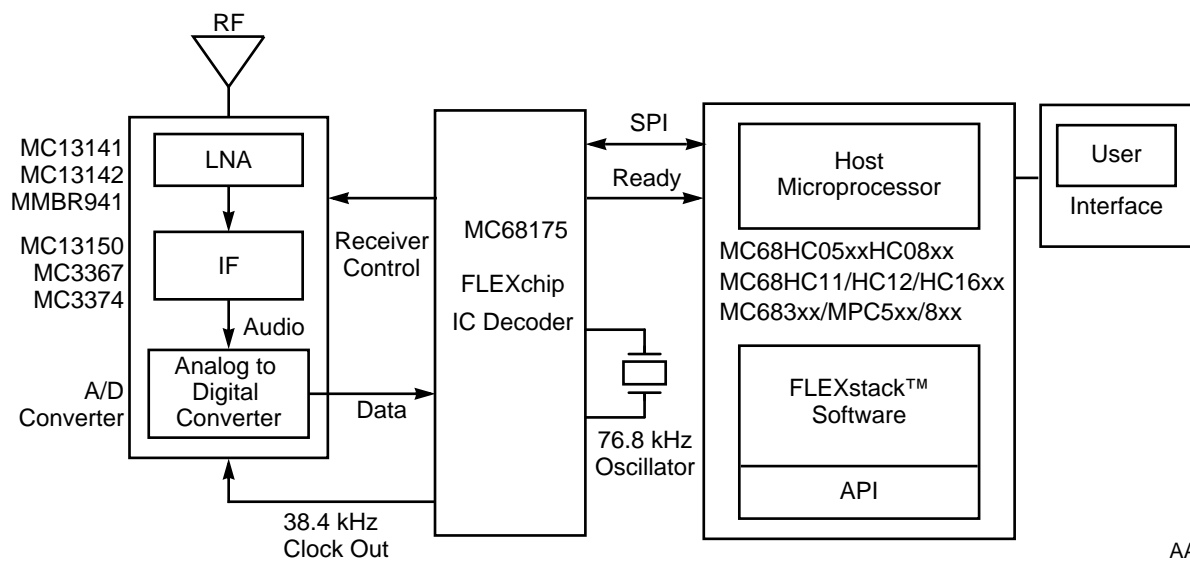 RF
MC13141
MC13142
MMBR941
LNA
MC13150
MC3367
MC3374
IF
Audio
A/D
Converter
Analog to
Digital
Converter
Receiver
Control
Data
38.4 kHz
Clock Out
MC68175
FLEXchip
IC Decoder
SPI
Ready
76.8 kHz
Oscillator
Host
Microprocessor
MC68HC05xxHC08xx
MC68HC11/HC12/HC16xx
MC683xx/MPC5xx/8xx
FLEXstack™
Software
API
User
Interface